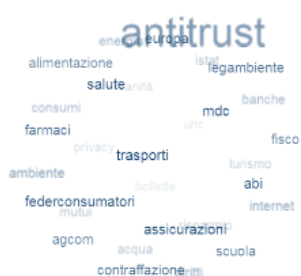 antitrust
energia europa
alimentazione istat
legambiente
salute sanità
consumi mdc banche
farmaci unc
fisco
privacy trasporti
turismo
ambiente bollette abi
federconsumatori internet
mutui
assicurazioni risparmio
agcom acqua scuola
contraffazione diritti